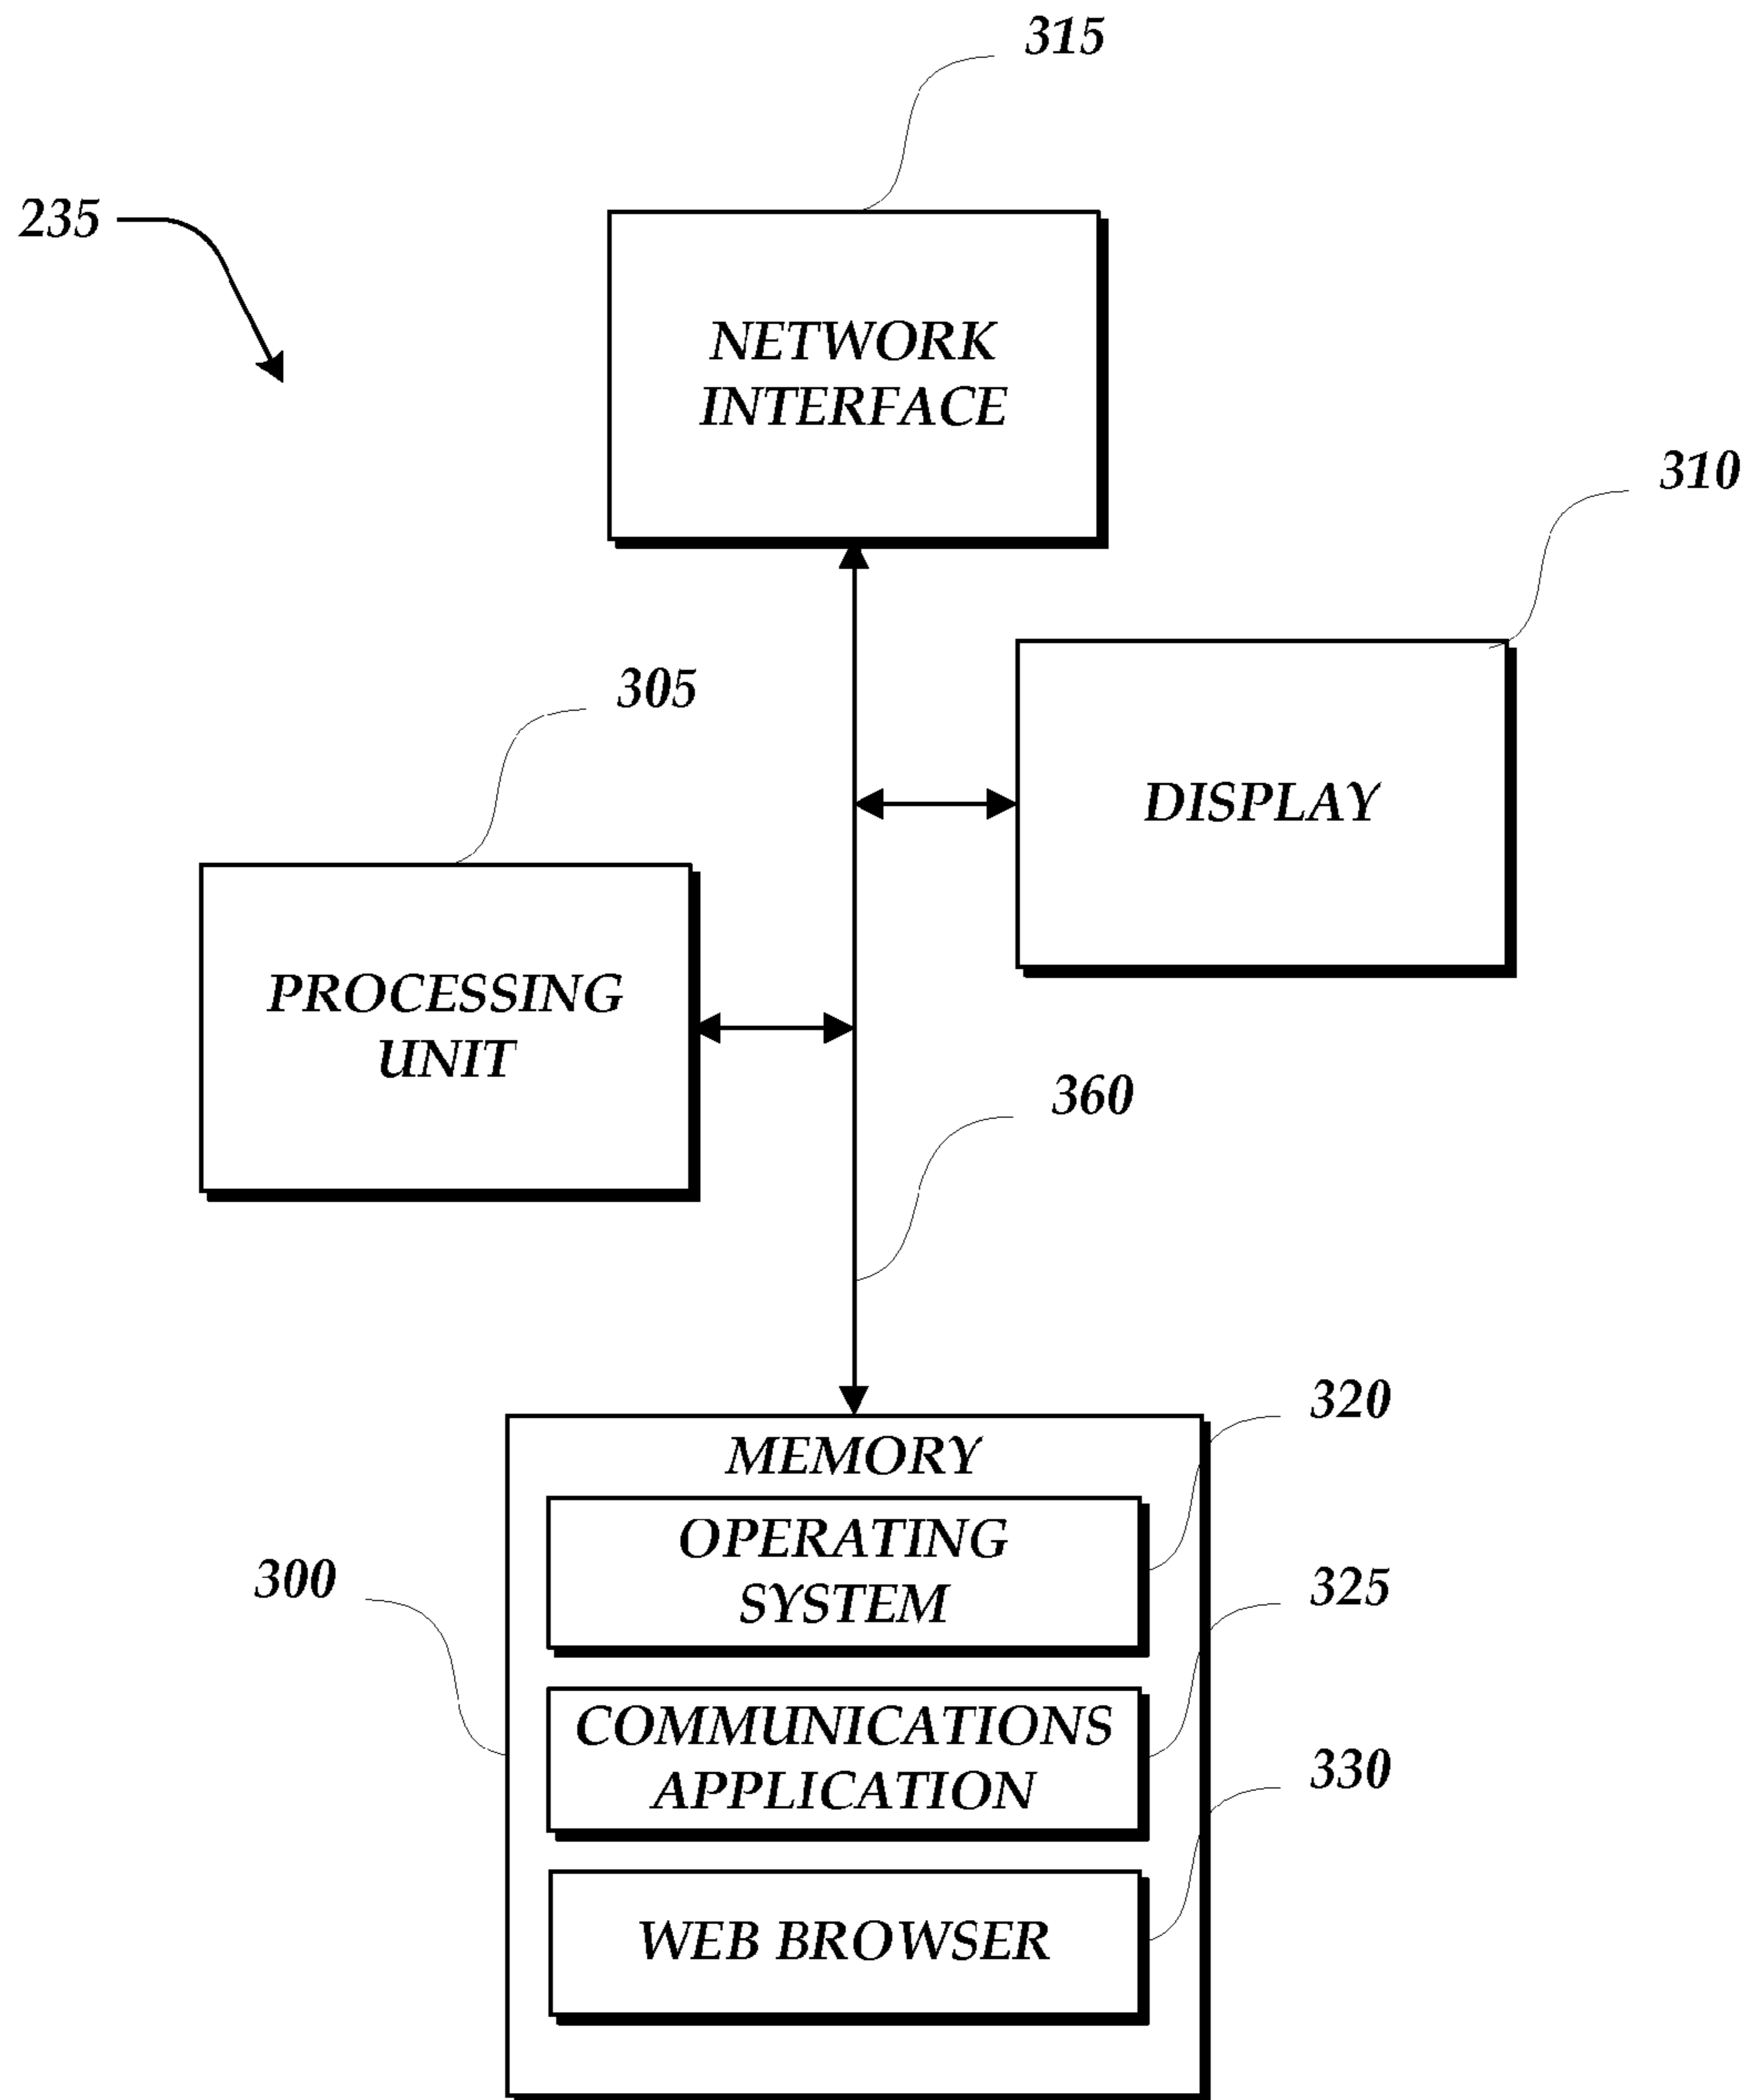 315
235
NETWORK
INTERFACE
310
305
DISPLAY
PROCESSING
UNIT
360
MEMORY
320
OPERATING
SYSTEM
300
325
COMMUNICATIONS
APPLICATION
330
WEB BROWSER